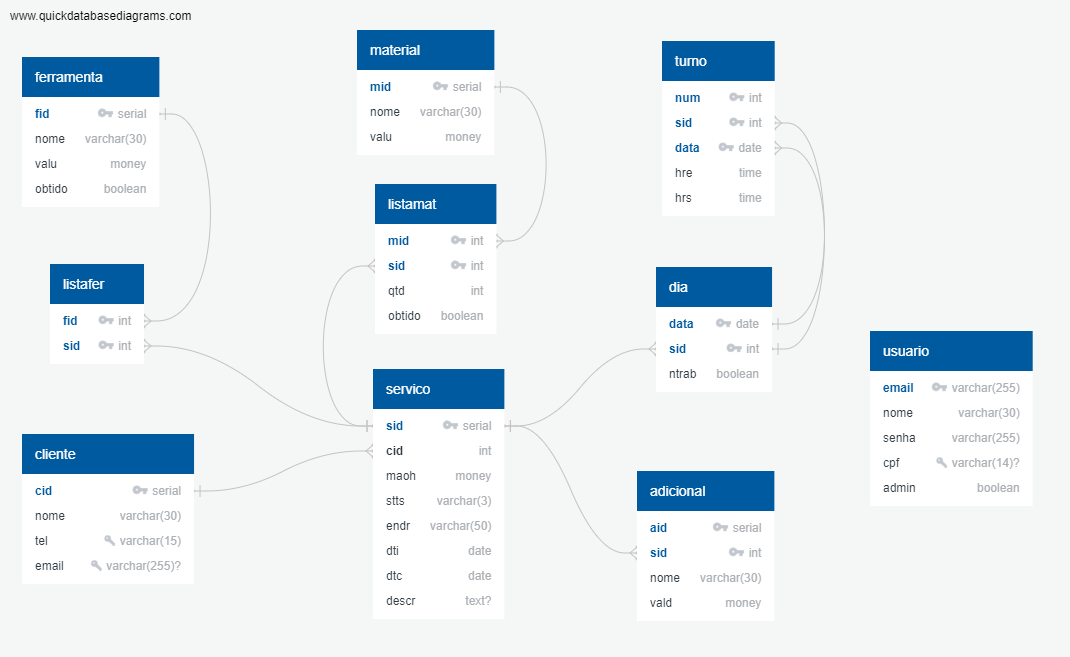 www.quickdatabasediagrams.com
ferramenta
fid serial
nome varchar(30)
valu money
obtido boolean
material
mid serial
nome varchar(30)
valu money
turno
num int
sid int
data date
hre time
hrs time
listamat
mid int
sid int
qtd int
obtido boolean
listafer
fid int
sid int
dia
data date
sid int
ntrab boolean
usuario
email varchar(255)
nome varchar(30)
senha varchar(255)
cpf varchar(14)?
admin boolean
servico
sid serial
cid int
maoh money
stts varchar(3)
endr varchar(50)
dti date
dtc date
descr text?
cliente
cid serial
nome varchar(30)
tel varchar(15)
email varchar(255)?
adicional
aid serial
sid int
nome varchar(30)
vald money